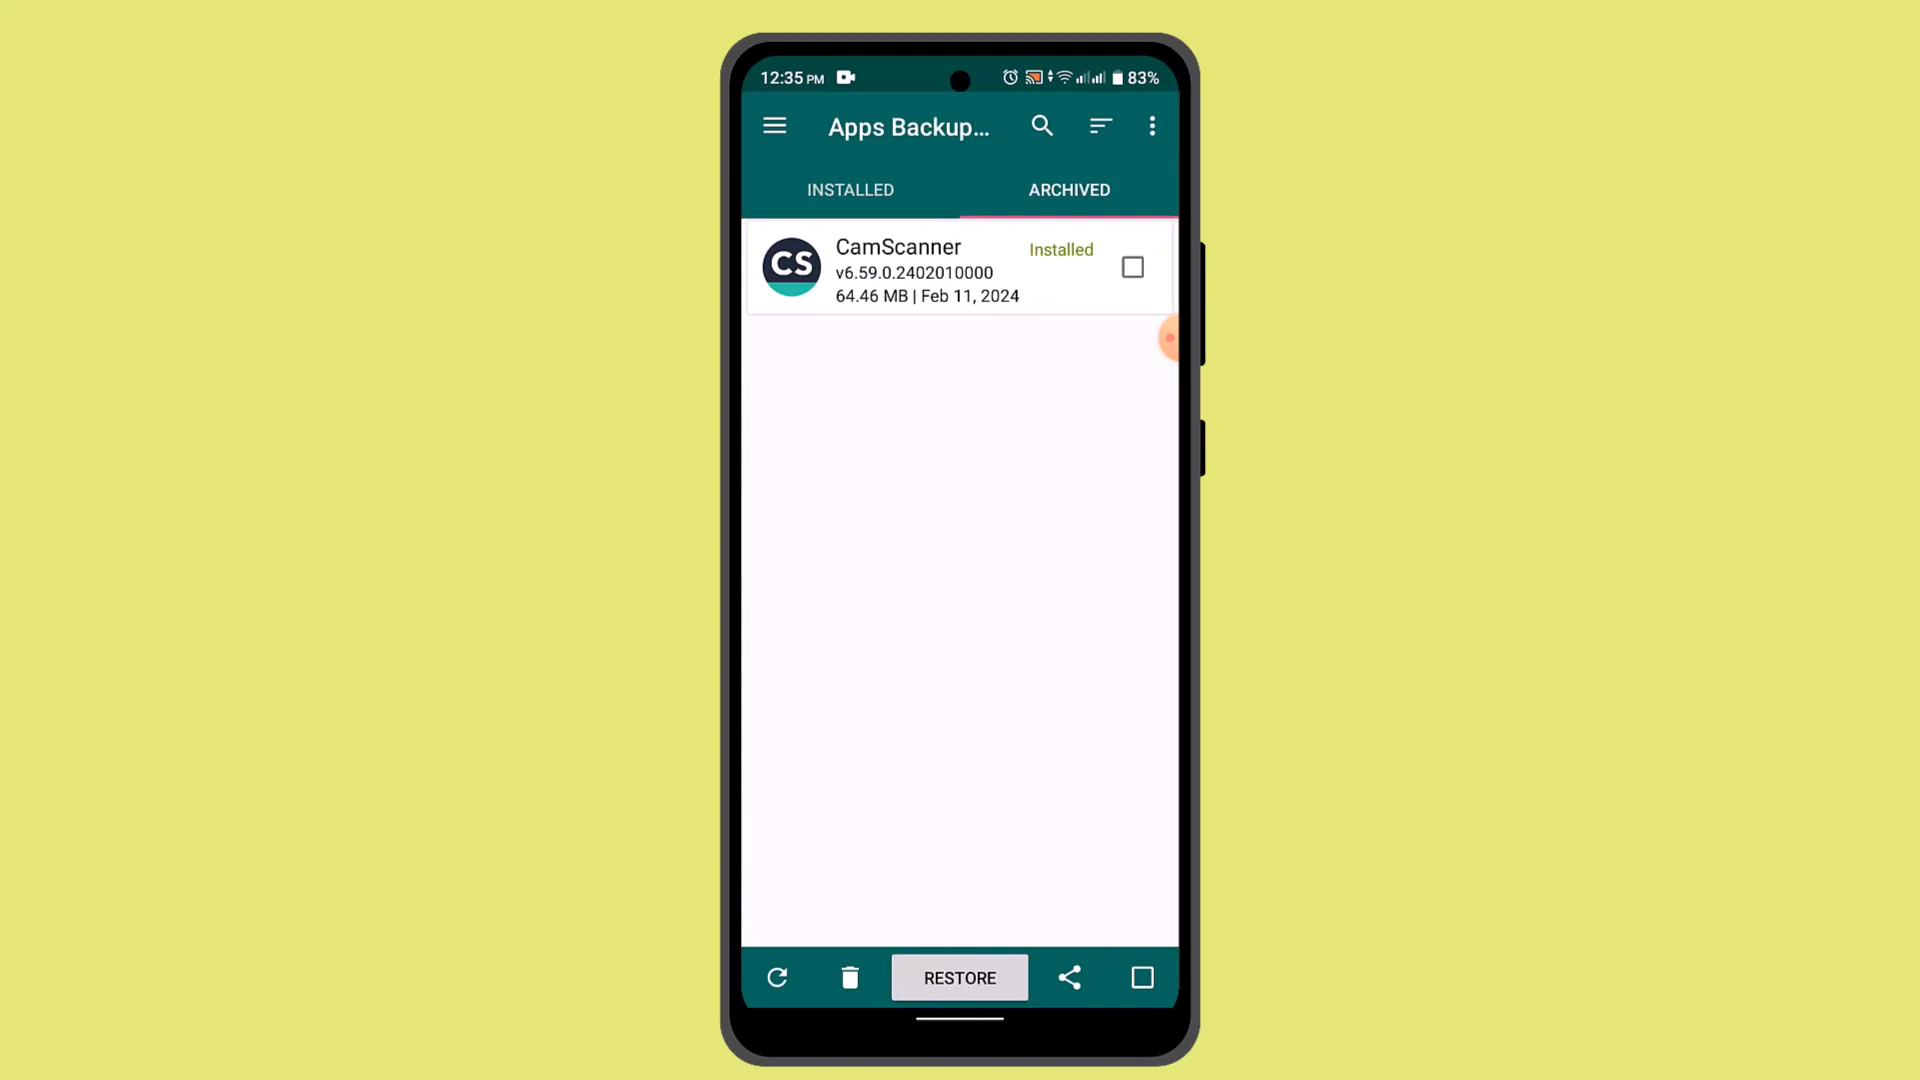 12:35 PM
83%
Apps Backup...
INSTALLED
ARCHIVED
CS
CamScanner
Installed
v6.59.0.2402010000
64.46 MB | Feb 11, 2024
RESTORE